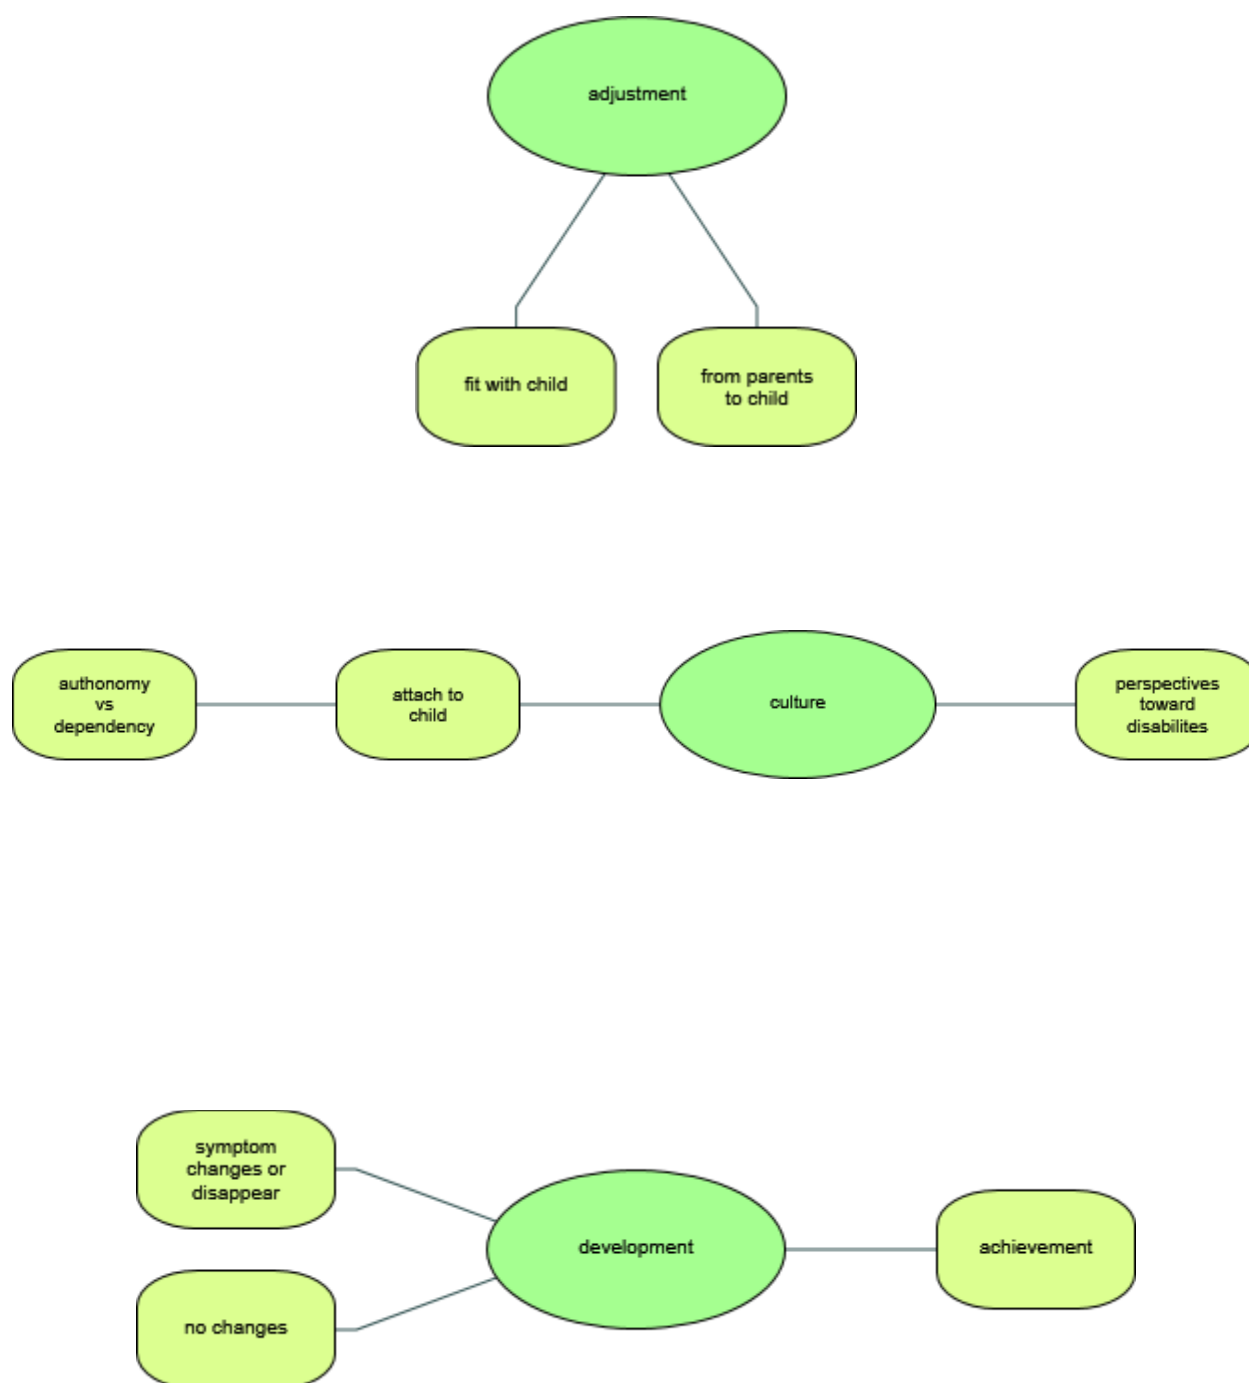 adjustment
fit with child
from parents
to child
authonomy
vs
dependency
attach to
child
culture
perspectives
toward
disabilites
symptom
changes or
disappear
development
achievement
no changes